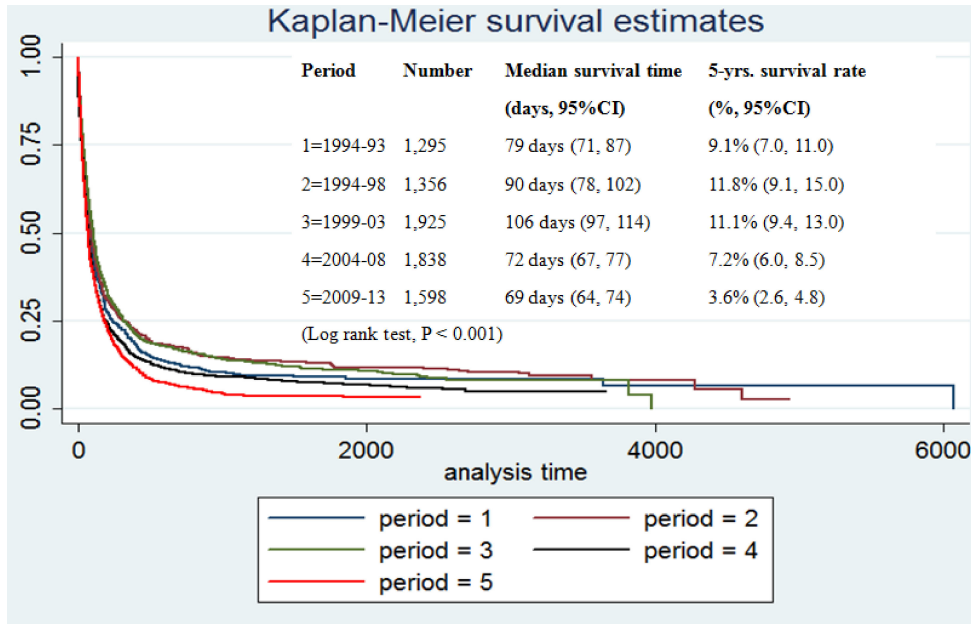 Kaplan-Meier survival estimates
Period Number Median survival time 5-yrs. survival rate
(days, 95%CI) (%, 95%CI)
1=1994-93 1,295 79 days (71, 87) 9.1% (7.0, 11.0)
2=1994-98 1,356 90 days (78, 102) 11.8% (9.1, 15.0)
3=1999-03 1,925 106 days (97, 114) 11.1% (9.4, 13.0)
4=2004-08 1,838 72 days (67, 77) 7.2% (6.0, 8.5)
5=2009-13 1,598 69 days (64, 74) 3.6% (2.6, 4.8)
(Log rank test, P < 0.001)
1.00
0.75
0.50
0.25
0.00
0 2000 4000 6000
analysis time
period = 1 period = 2
period = 3 period = 4
period = 5